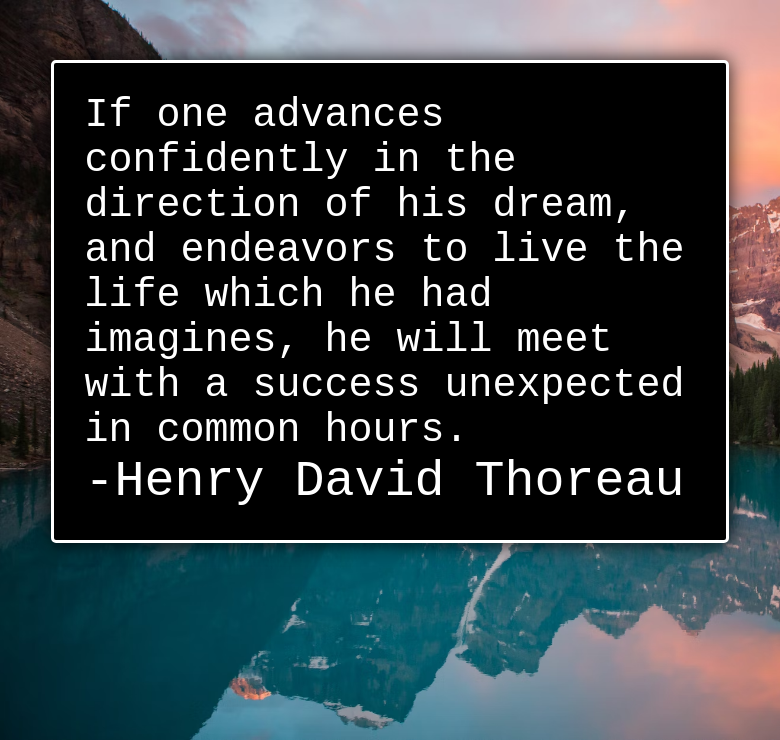 If one advances
confidently in the
direction of his dream,
and endeavors to live the
life which he had
imagines, he will meet
with a success unexpected
in common hours.
-Henry David Thoreau